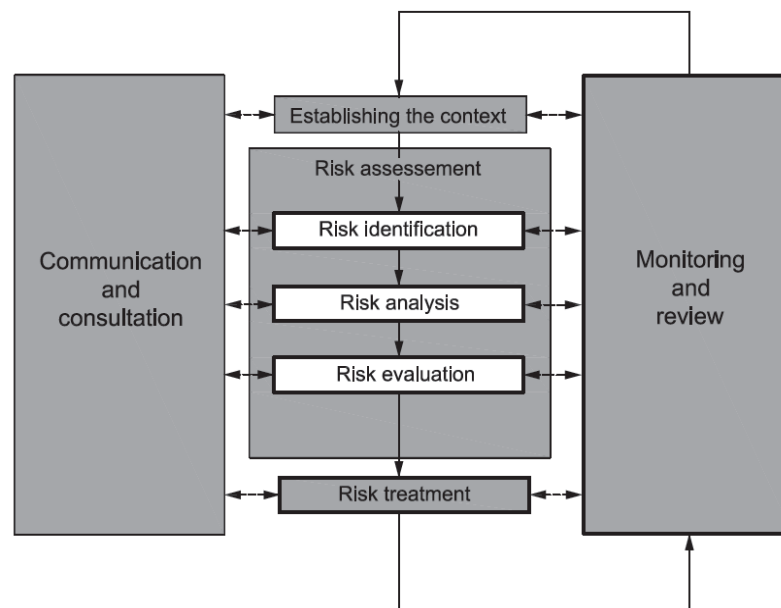 Establishing the context
Risk assessement
Risk identification
Risk analysis
Risk evaluation
Risk treatment
Communication
and
consultation
Monitoring
and
review